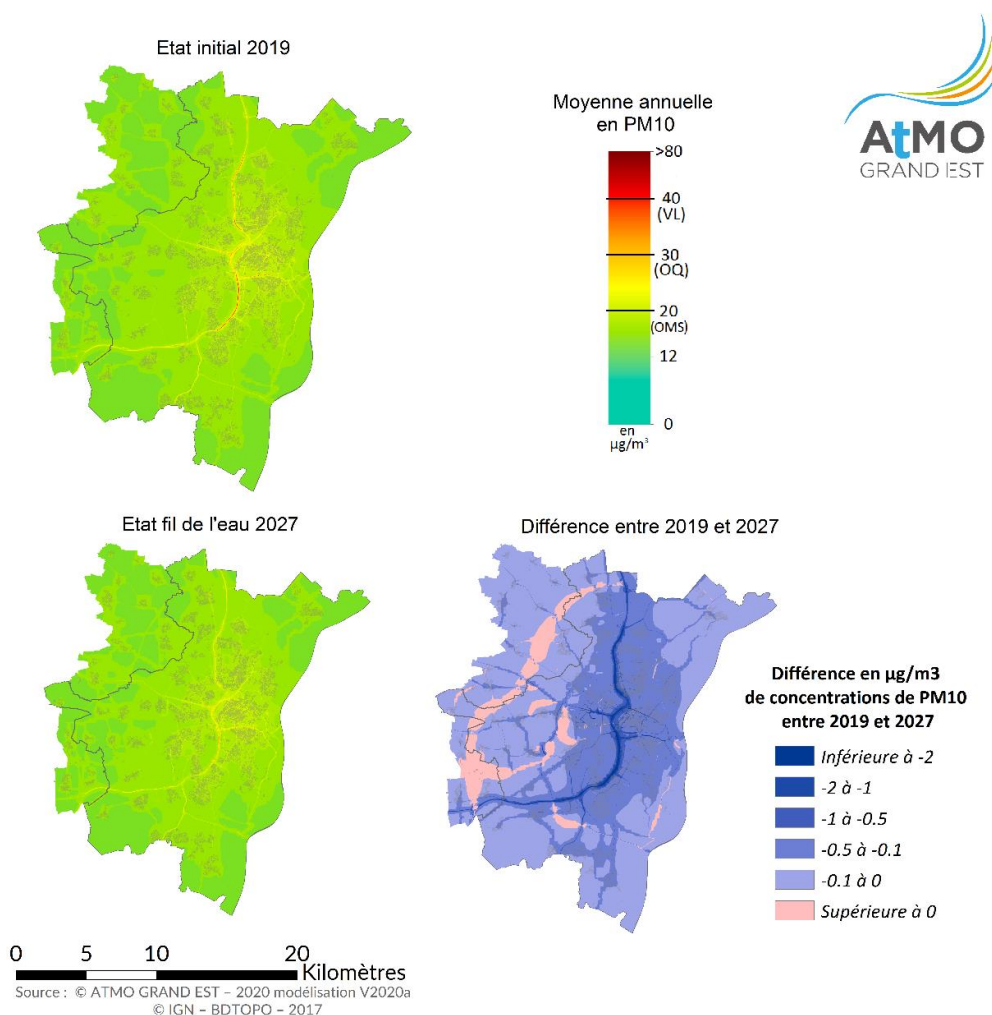 Etat initial 2019
Moyenne annuelle
en PM10
>80
40
(VL)
30
(OQ)
20
(OMS)
12
0
en
µg/m³
AtMO
GRAND EST
Etat fil de l'eau 2027
Différence entre 2019 et 2027
Différence en µg/m3
de concentrations de PM10
entre 2019 et 2027
Inférieure à -2
-2 à -1
-1 à -0.5
-0.5 à -0.1
-0.1 à 0
Supérieure à 0
0 5 10 20
Kilomètres
Source : © ATMO GRAND EST – 2020 modélisation V2020a
© IGN – BDTOPO – 2017